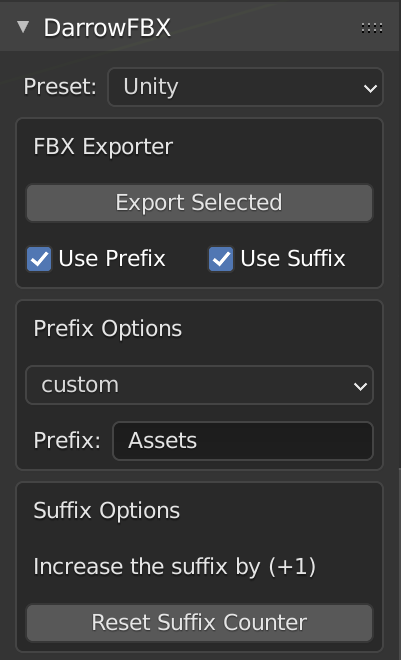 DarrowFBX
Preset: Unity
FBX Exporter
Export Selected
Use Prefix Use Suffix
Prefix Options
custom
Prefix: Assets
Suffix Options
Increase the suffix by (+1)
Reset Suffix Counter